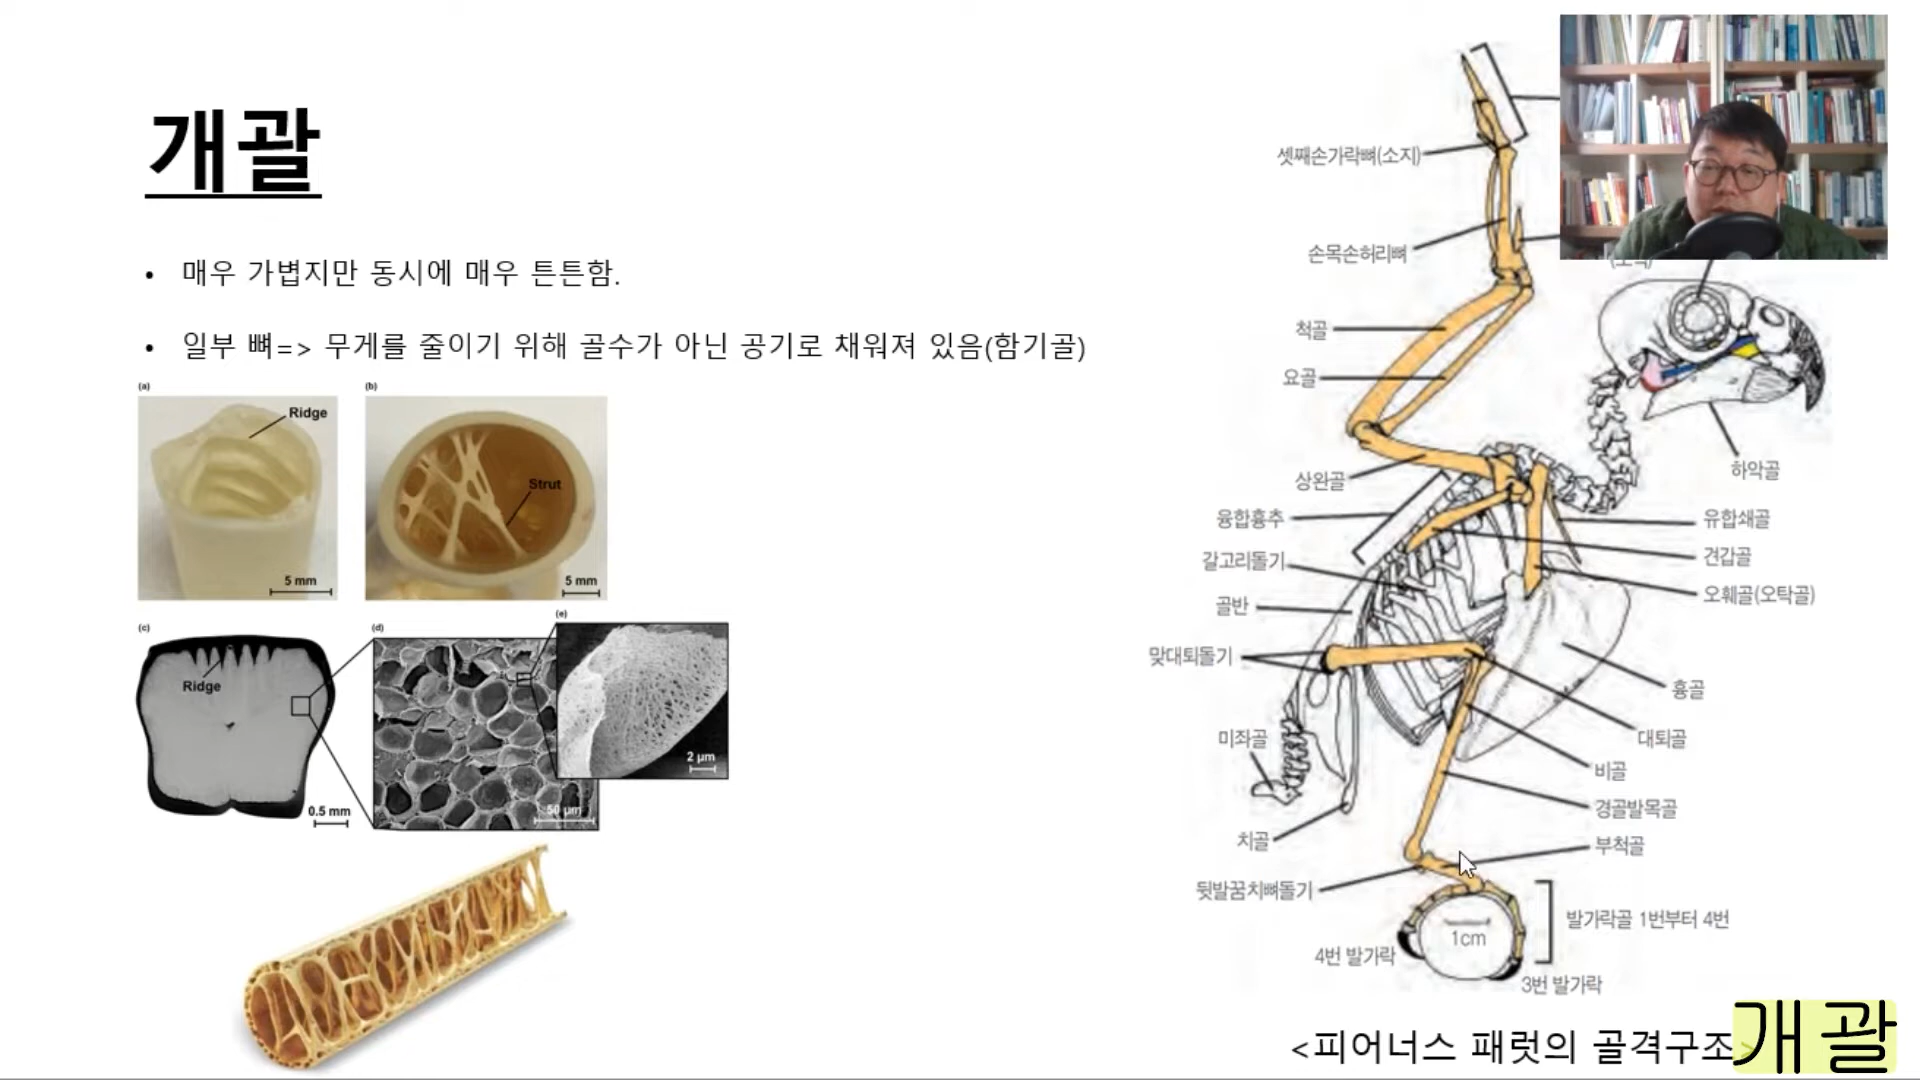 개괄
• 매우 가볍지만 동시에 매우 튼튼함.
• 일부 뼈=> 무게를 줄이기 위해 골수가 아닌 공기로 채워져 있음(함기골)
(a)
Ridge
5 mm
(b)
Strut
5 mm
(c)
Ridge
0.5 mm
(d)
50 µm
(e)
2 µm
셋째손가락뼈(소지)
손목손허리뼈
척골
요골
상완골
융합흉추
갈고리돌기
골반
맞대퇴돌기
미좌골
치골
뒷발꿈치뼈돌기
4번 발가락
1cm
3번 발가락
발가락골 1번부터 4번
부척골
경골발목골
비골
대퇴골
흉골
오훼골(오탁골)
견갑골
유합쇄골
하악골
<피어너스 패럿의 골격구조>
개괄